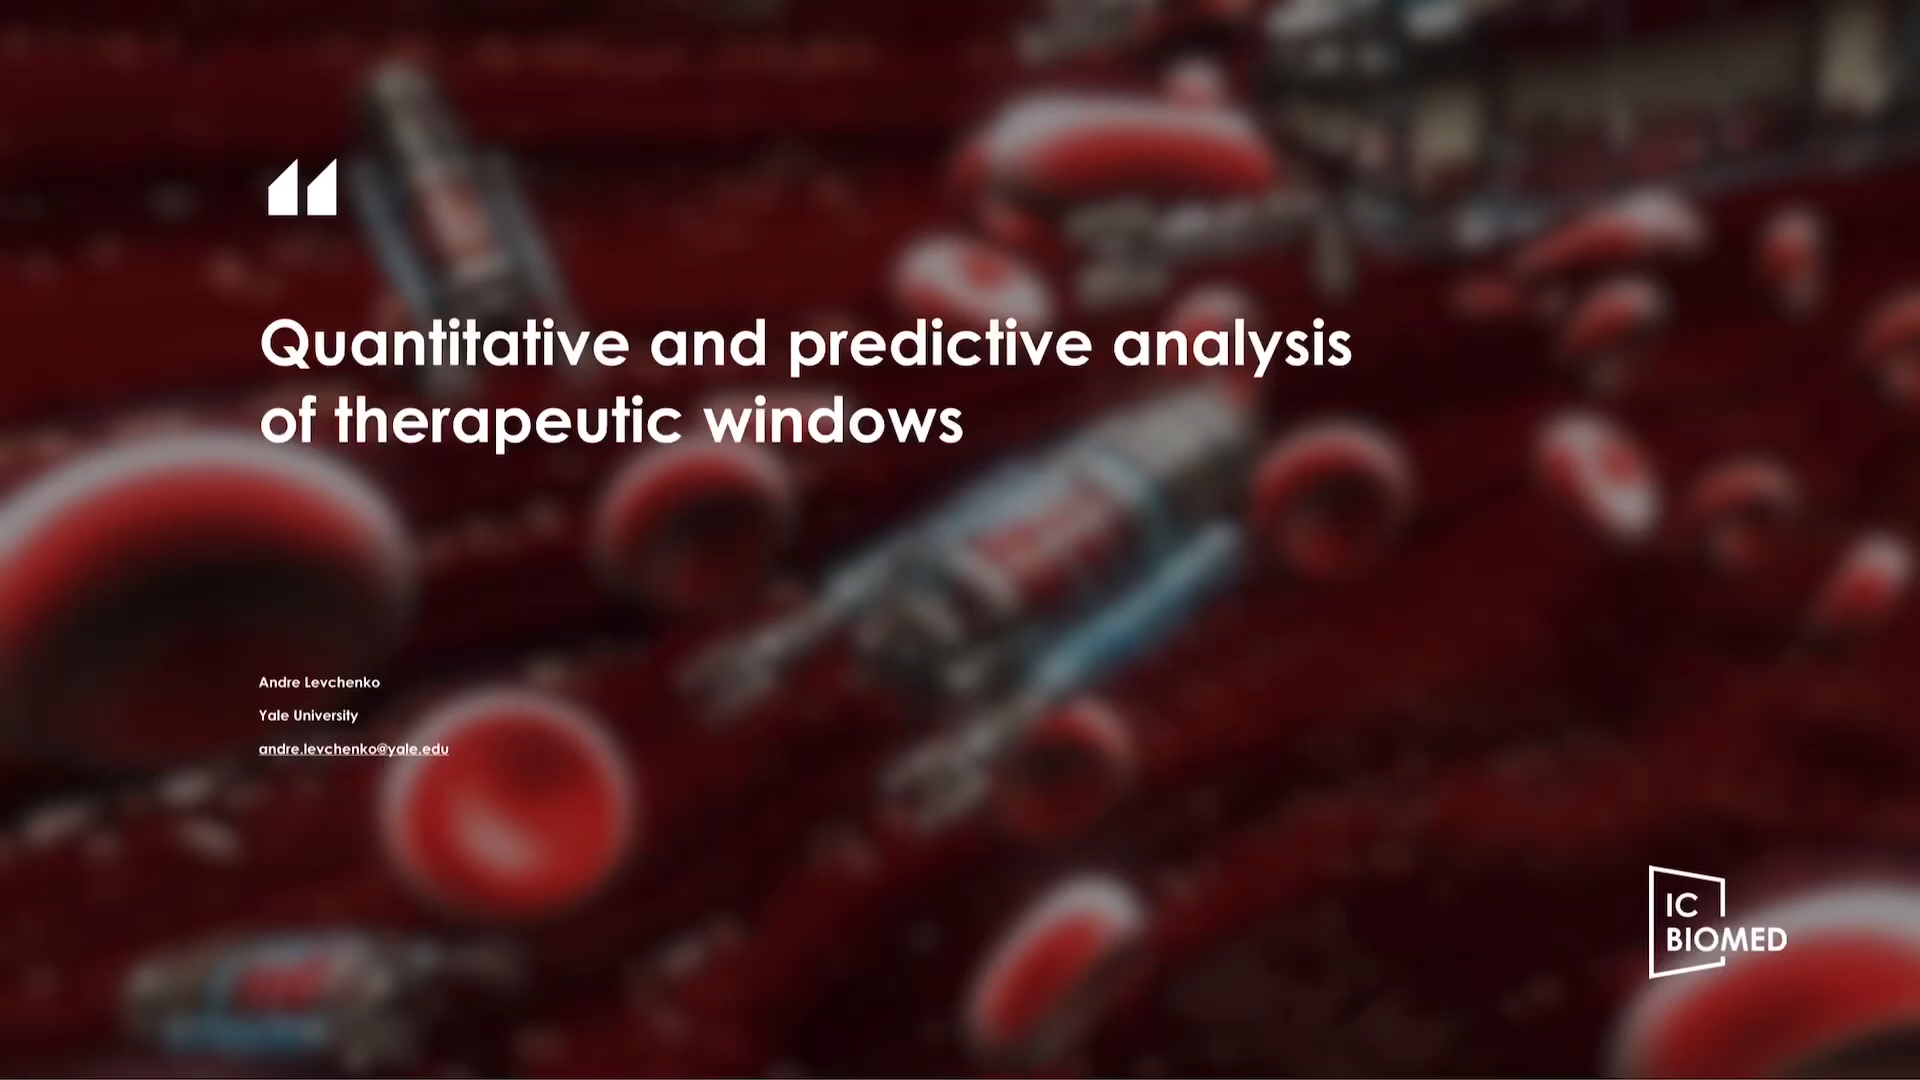 Quantitative and predictive analysis
of therapeutic windows
Andre Levchenko
Yale University
andre.levchenko@yale.edu
IC
BIOMED